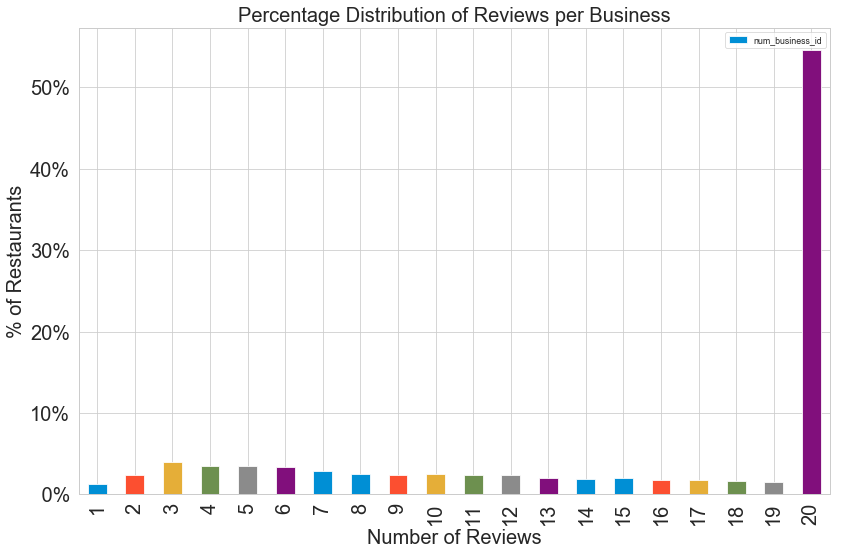 Percentage Distribution of Reviews per Business
num_business_id
50%
40%
30%
20%
10%
0%
% of Restaurants
1 2 3 4 5 6 7 8 9 10 11 12 13 14 15 16 17 18 19 20
Number of Reviews